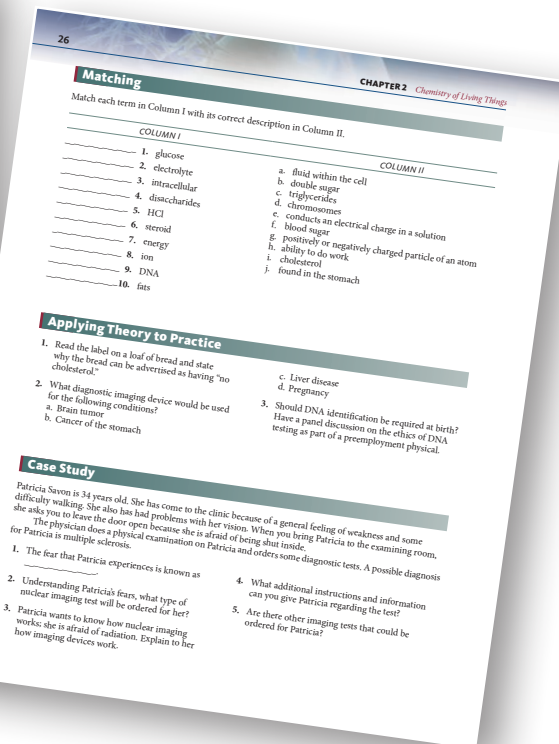 26
CHAPTER 2 Chemistry of Living Things
Matching
Match each term in Column I with its correct description in Column II.
COLUMN I
1. glucose
2. electrolyte
3. intracellular
4. disaccharides
5. HCl
6. steroid
7. energy
8. ion
9. DNA
10. fats
COLUMN II
a. fluid within the cell
b. double sugar
c. triglycerides
d. chromosomes
e. conducts an electrical charge in a solution
f. blood sugar
g. positively or negatively charged particle of an atom
h. ability to do work
i. cholesterol
j. found in the stomach
Applying Theory to Practice
1. Read the label on a loaf of bread and state
why the bread can be advertised as having “no
cholesterol.”
2. What diagnostic imaging device would be used
for the following conditions?
a. Brain tumor
b. Cancer of the stomach
c. Liver disease
d. Pregnancy
3. Should DNA identification be required at birth?
Have a panel discussion on the ethics of DNA
testing as part of a preemployment physical.
Case Study
Patricia Savon is 34 years old. She has come to the clinic because of a general feeling of weakness and some
difficulty walking. She also has had problems with her vision. When you bring Patricia to the examining room,
she asks you to leave the door open because she is afraid of being shut inside.
The physician does a physical examination on Patricia and orders some diagnostic tests. A possible diagnosis
for Patricia is multiple sclerosis.
1. The fear that Patricia experiences is known as
.
2. Understanding Patricia’s fears, what type of
nuclear imaging test will be ordered for her?
3. Patricia wants to know how nuclear imaging
works; she is afraid of radiation. Explain to her
how imaging devices work.
4. What additional instructions and information
can you give Patricia regarding the test?
5. Are there other imaging tests that could be
ordered for Patricia?